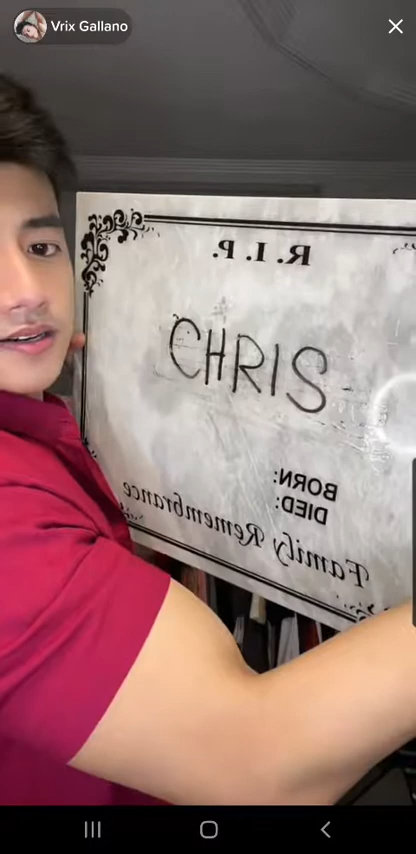 Vrix Gallano
R.I.P.
CHRIS
BORN:
DIED:
Family Remembrance